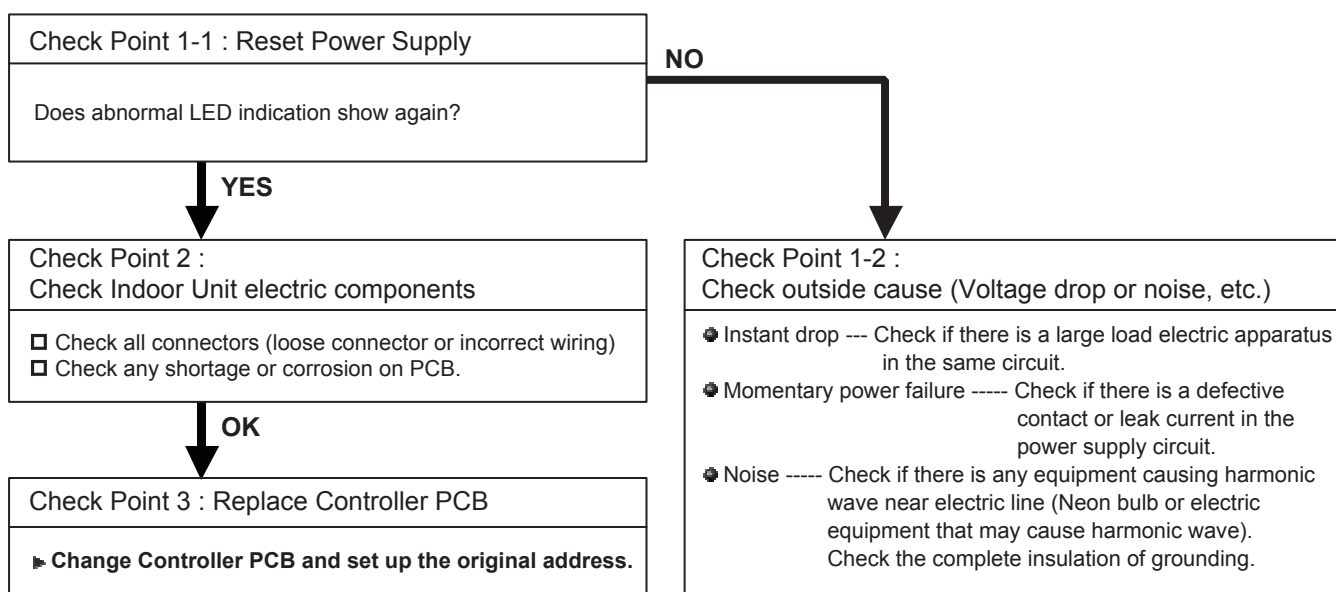 Check Point 1-1 : Reset Power Supply
Does abnormal LED indication show again?
NO
YES
Check Point 2 :
Check Indoor Unit electric components
Check all connectors (loose connector or incorrect wiring)
Check any shortage or corrosion on PCB.
OK
Check Point 3 : Replace Controller PCB
Change Controller PCB and set up the original address.
Check Point 1-2 :
Check outside cause (Voltage drop or noise, etc.)
Instant drop --- Check if there is a large load electric apparatus
in the same circuit.
Momentary power failure ----- Check if there is a defective
contact or leak current in the
power supply circuit.
Noise ----- Check if there is any equipment causing harmonic
wave near electric line (Neon bulb or electric
equipment that may cause harmonic wave).
Check the complete insulation of grounding.